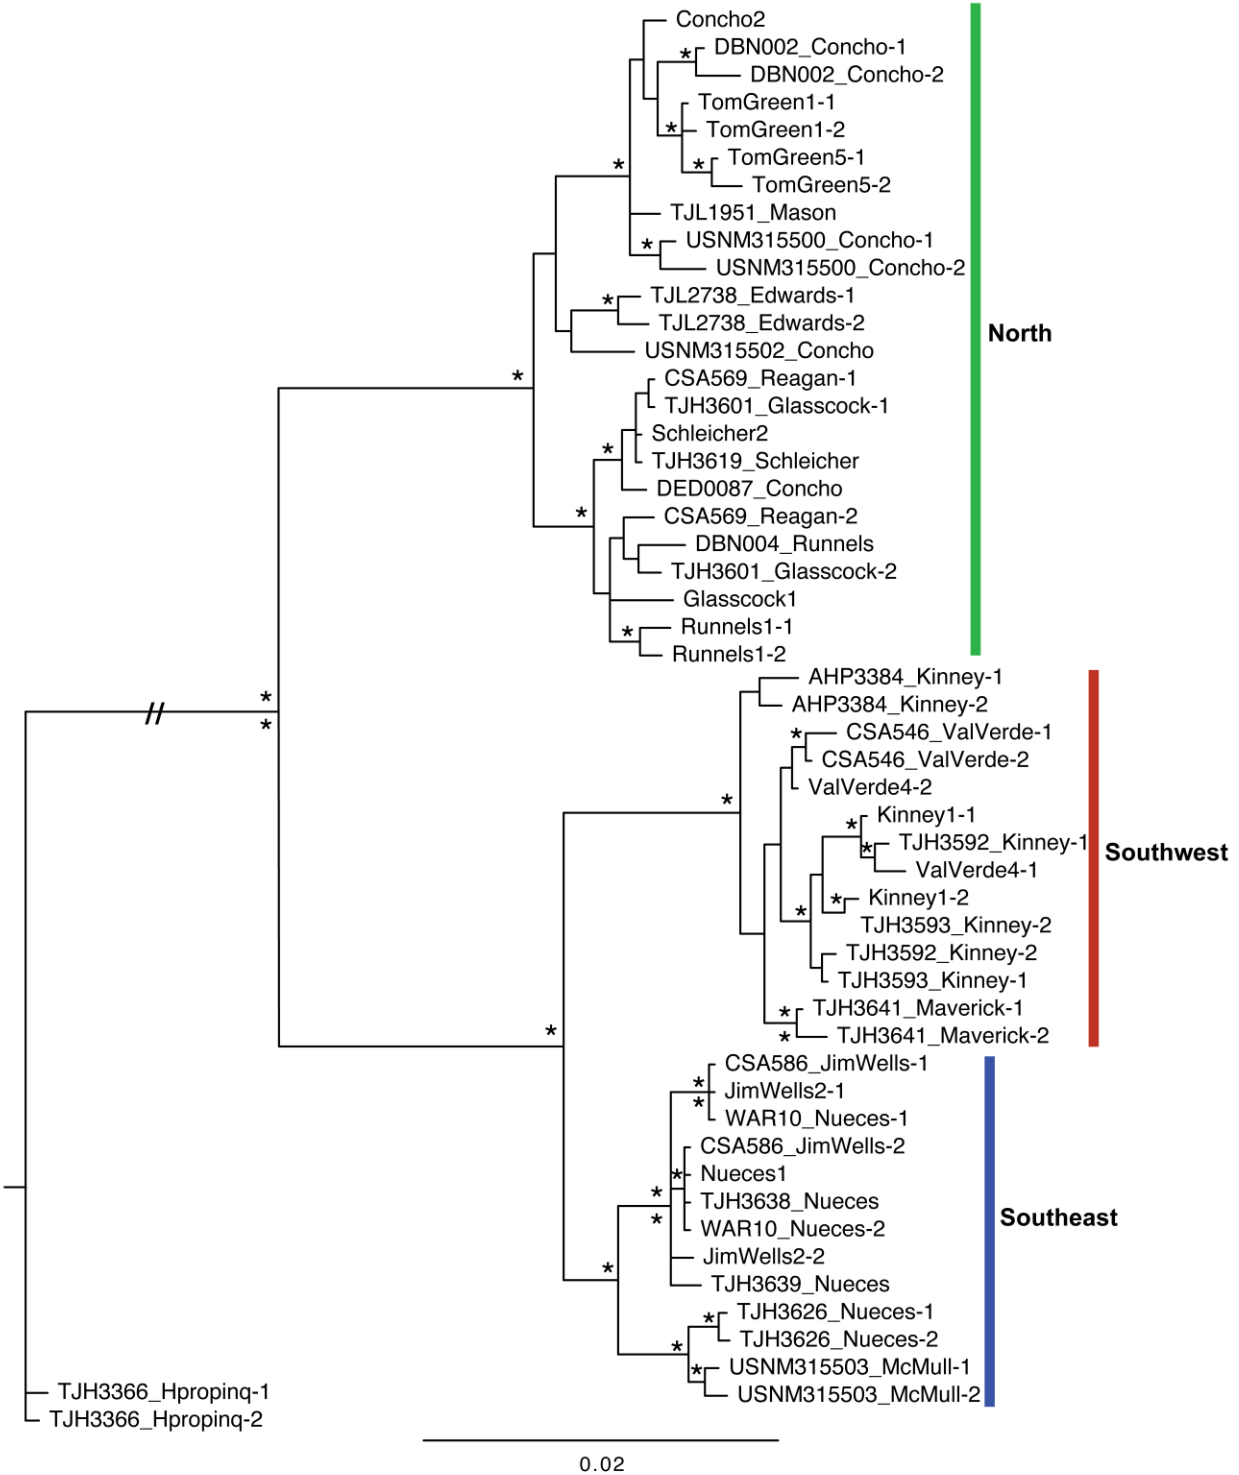 Concho2
*
DBN002_Concho-1
DBN002_Concho-2
TomGreen1-1
*
TomGreen1-2
*
TomGreen5-1
*
TomGreen5-2
TJL1951_Mason
*
USNM315500_Concho-1
USNM315500_Concho-2
*
TJL2738_Edwards-1
TJL2738_Edwards-2
North
USNM315502_Concho
*
CSA569_Reagan-1
TJH3601_Glasscock-1
Schleicher2
*
TJH3619_Schleicher
DED0087_Concho
*
CSA569_Reagan-2
DBN004_Runnels
TJH3601_Glasscock-2
Glasscock1
*
Runnels1-1
Runnels1-2
AHP3384_Kinney-1
*
AHP3384_Kinney-2
//
*
*
CSA546_ValVerde-1
CSA546_ValVerde-2
ValVerde4-2
*
Kinney1-1
*
*
TJH3592_Kinney-1
Southwest
ValVerde4-1
*
Kinney1-2
*
TJH3593_Kinney-2
TJH3592_Kinney-2
TJH3593_Kinney-1
*
TJH3641_Maverick-1
*
*
TJH3641_Maverick-2
CSA586_JimWells-1
*
JimWells2-1
*
WAR10_Nueces-1
CSA586_JimWells-2
*
Nueces1
*
TJH3638_Nueces
*
WAR10_Nueces-2
Southeast
JimWells2-2
*
TJH3639_Nueces
*
TJH3626_Nueces-1
*
TJH3626_Nueces-2
*
USNM315503_McMull-1
USNM315503_McMull-2
TJH3366_Hpropinq-1
TJH3366_Hpropinq-2
0.02